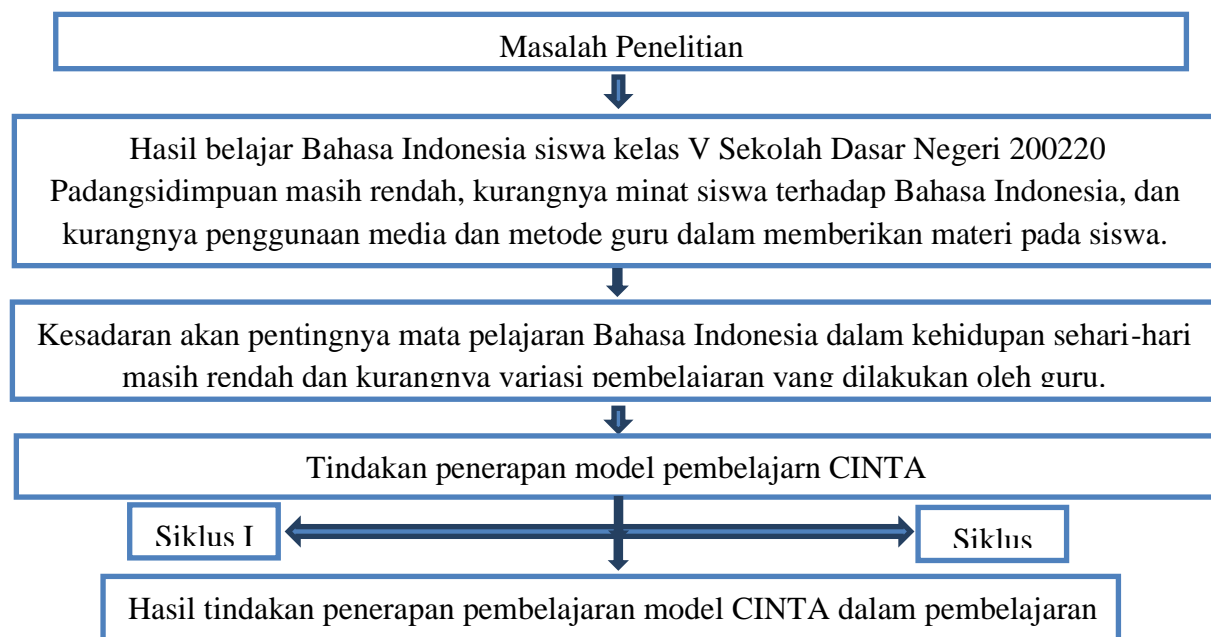 Masalah Penelitian
Hasil belajar Bahasa Indonesia siswa kelas V Sekolah Dasar Negeri 200220
Padangsidimpuan masih rendah, kurangnya minat siswa terhadap Bahasa Indonesia, dan
kurangnya penggunaan media dan metode guru dalam memberikan materi pada siswa.
Kesadaran akan pentingnya mata pelajaran Bahasa Indonesia dalam kehidupan sehari-hari
masih rendah dan kurangnya variasi pembelajaran yang dilakukan oleh guru.
Tindakan penerapan model pembelajarn CINTA
Siklus I
Siklus
Hasil tindakan penerapan pembelajaran model CINTA dalam pembelajaran